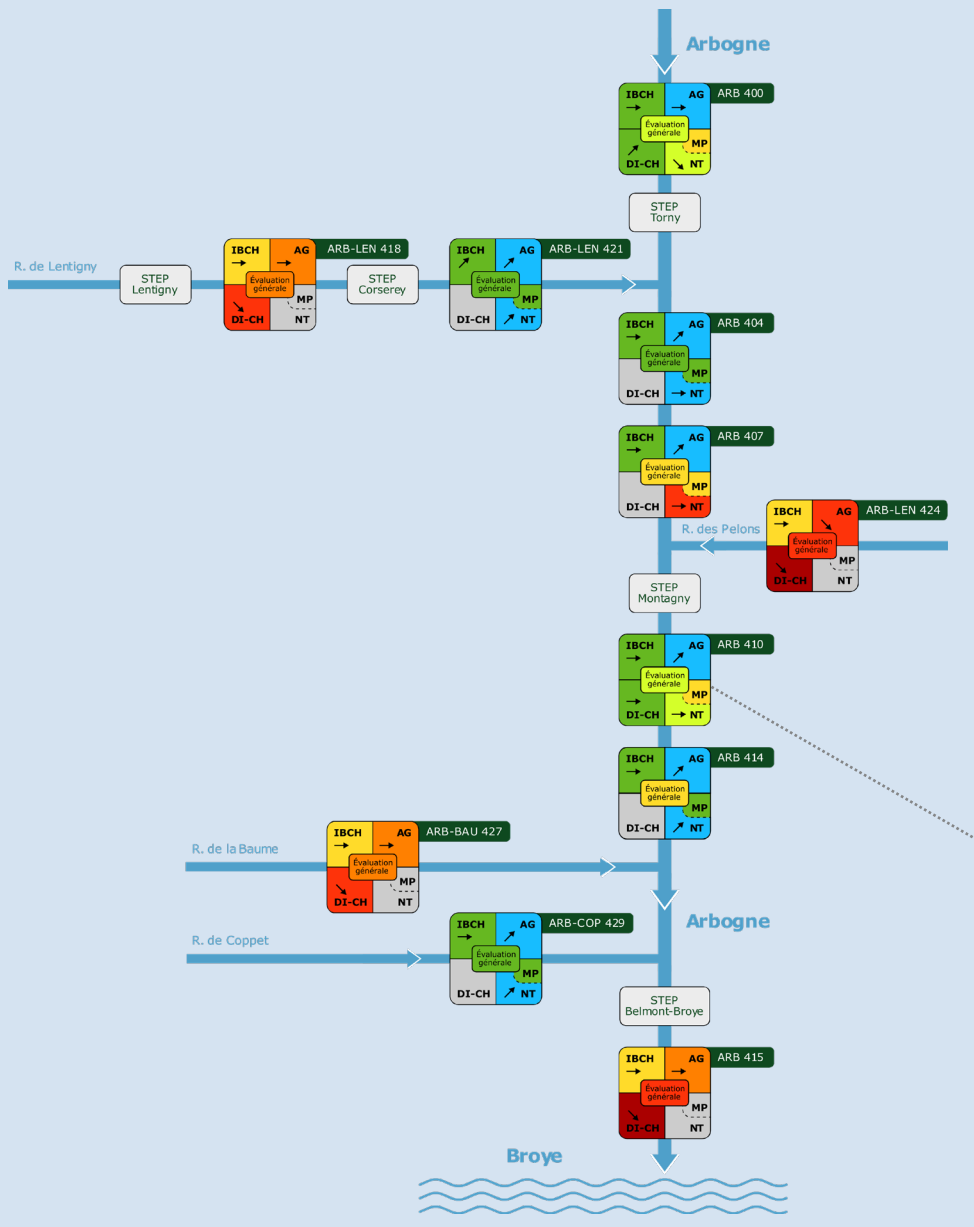 Arbogne
IBCH AG ARB 400
Évaluation
générale
MP
DI-CH NT
STEP
Torny
R. de Lentigny
STEP
Lentigny
IBCH AG ARB-LEN 418
Évaluation
générale
MP
DI-CH NT
STEP
Corserey
IBCH AG ARB-LEN 421
Évaluation
générale
MP
DI-CH NT
IBCH AG ARB 404
Évaluation
générale
MP
DI-CH NT
IBCH AG ARB 407
Évaluation
générale
MP
DI-CH NT
R. des Pelons
IBCH AG ARB-LEN 424
Évaluation
générale
MP
DI-CH NT
STEP
Montagny
IBCH AG ARB 410
Évaluation
générale
MP
DI-CH NT
IBCH AG ARB 414
Évaluation
générale
MP
DI-CH NT
R. de la Baume
IBCH AG ARB-BAU 427
Évaluation
générale
MP
DI-CH NT
Arbogne
R. de Coppet
IBCH AG ARB-COP 429
Évaluation
générale
MP
DI-CH NT
STEP
Belmont-Broye
IBCH AG ARB 415
Évaluation
générale
MP
DI-CH NT
Broye